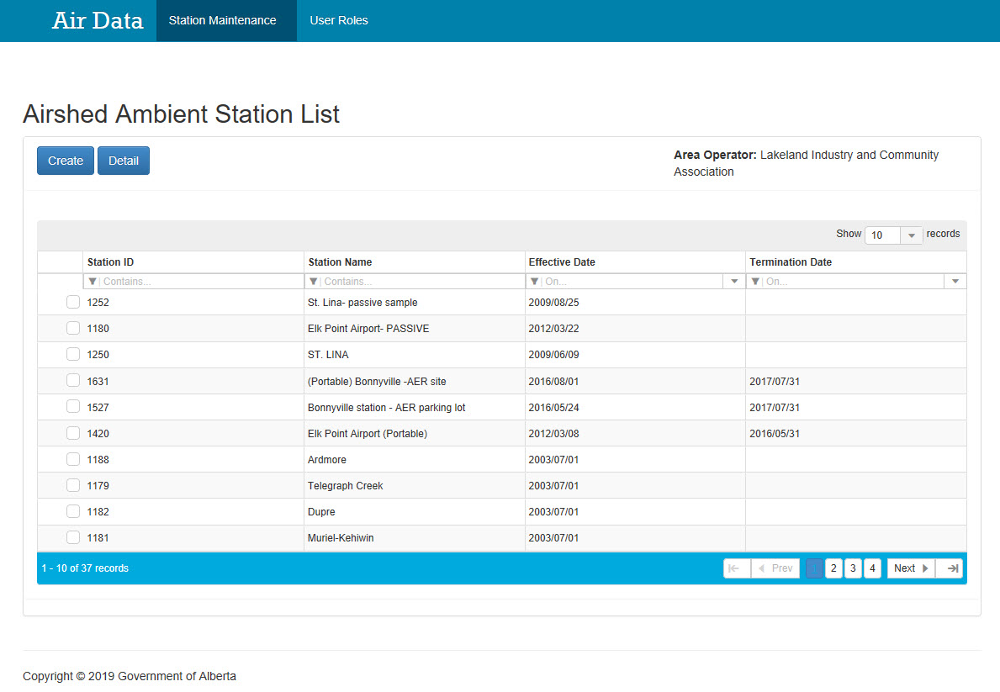 Air Data Station Maintenance User Roles
Airshed Ambient Station List
Create Detail Area Operator: Lakeland Industry and Community
Association
Show 10 records
Station ID Station Name Effective Date Termination Date
Contains... Contains... On... On...
1252 St. Lina- passive sample 2009/08/25
1180 Elk Point Airport- PASSIVE 2012/03/22
1250 ST. LINA 2009/06/09
1631 (Portable) Bonnyville -AER site 2016/08/01 2017/07/31
1527 Bonnyville station - AER parking lot 2016/05/24 2017/07/31
1420 Elk Point Airport (Portable) 2012/03/08 2016/05/31
1188 Ardmore 2003/07/01
1179 Telegraph Creek 2003/07/01
1182 Dupre 2003/07/01
1181 Muriel-Kehiwin 2003/07/01
1 - 10 of 37 records Prev 2 3 4 Next
Copyright © 2019 Government of Alberta